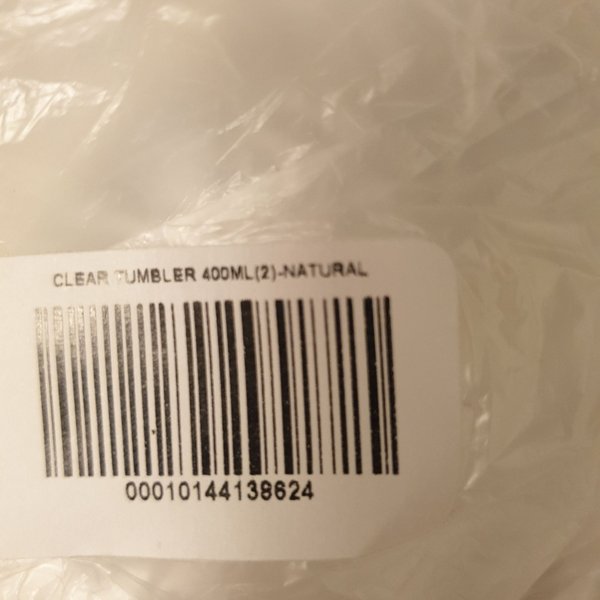 CLEAR TUMBLER 400ML(2)-NATURAL
00010144138624